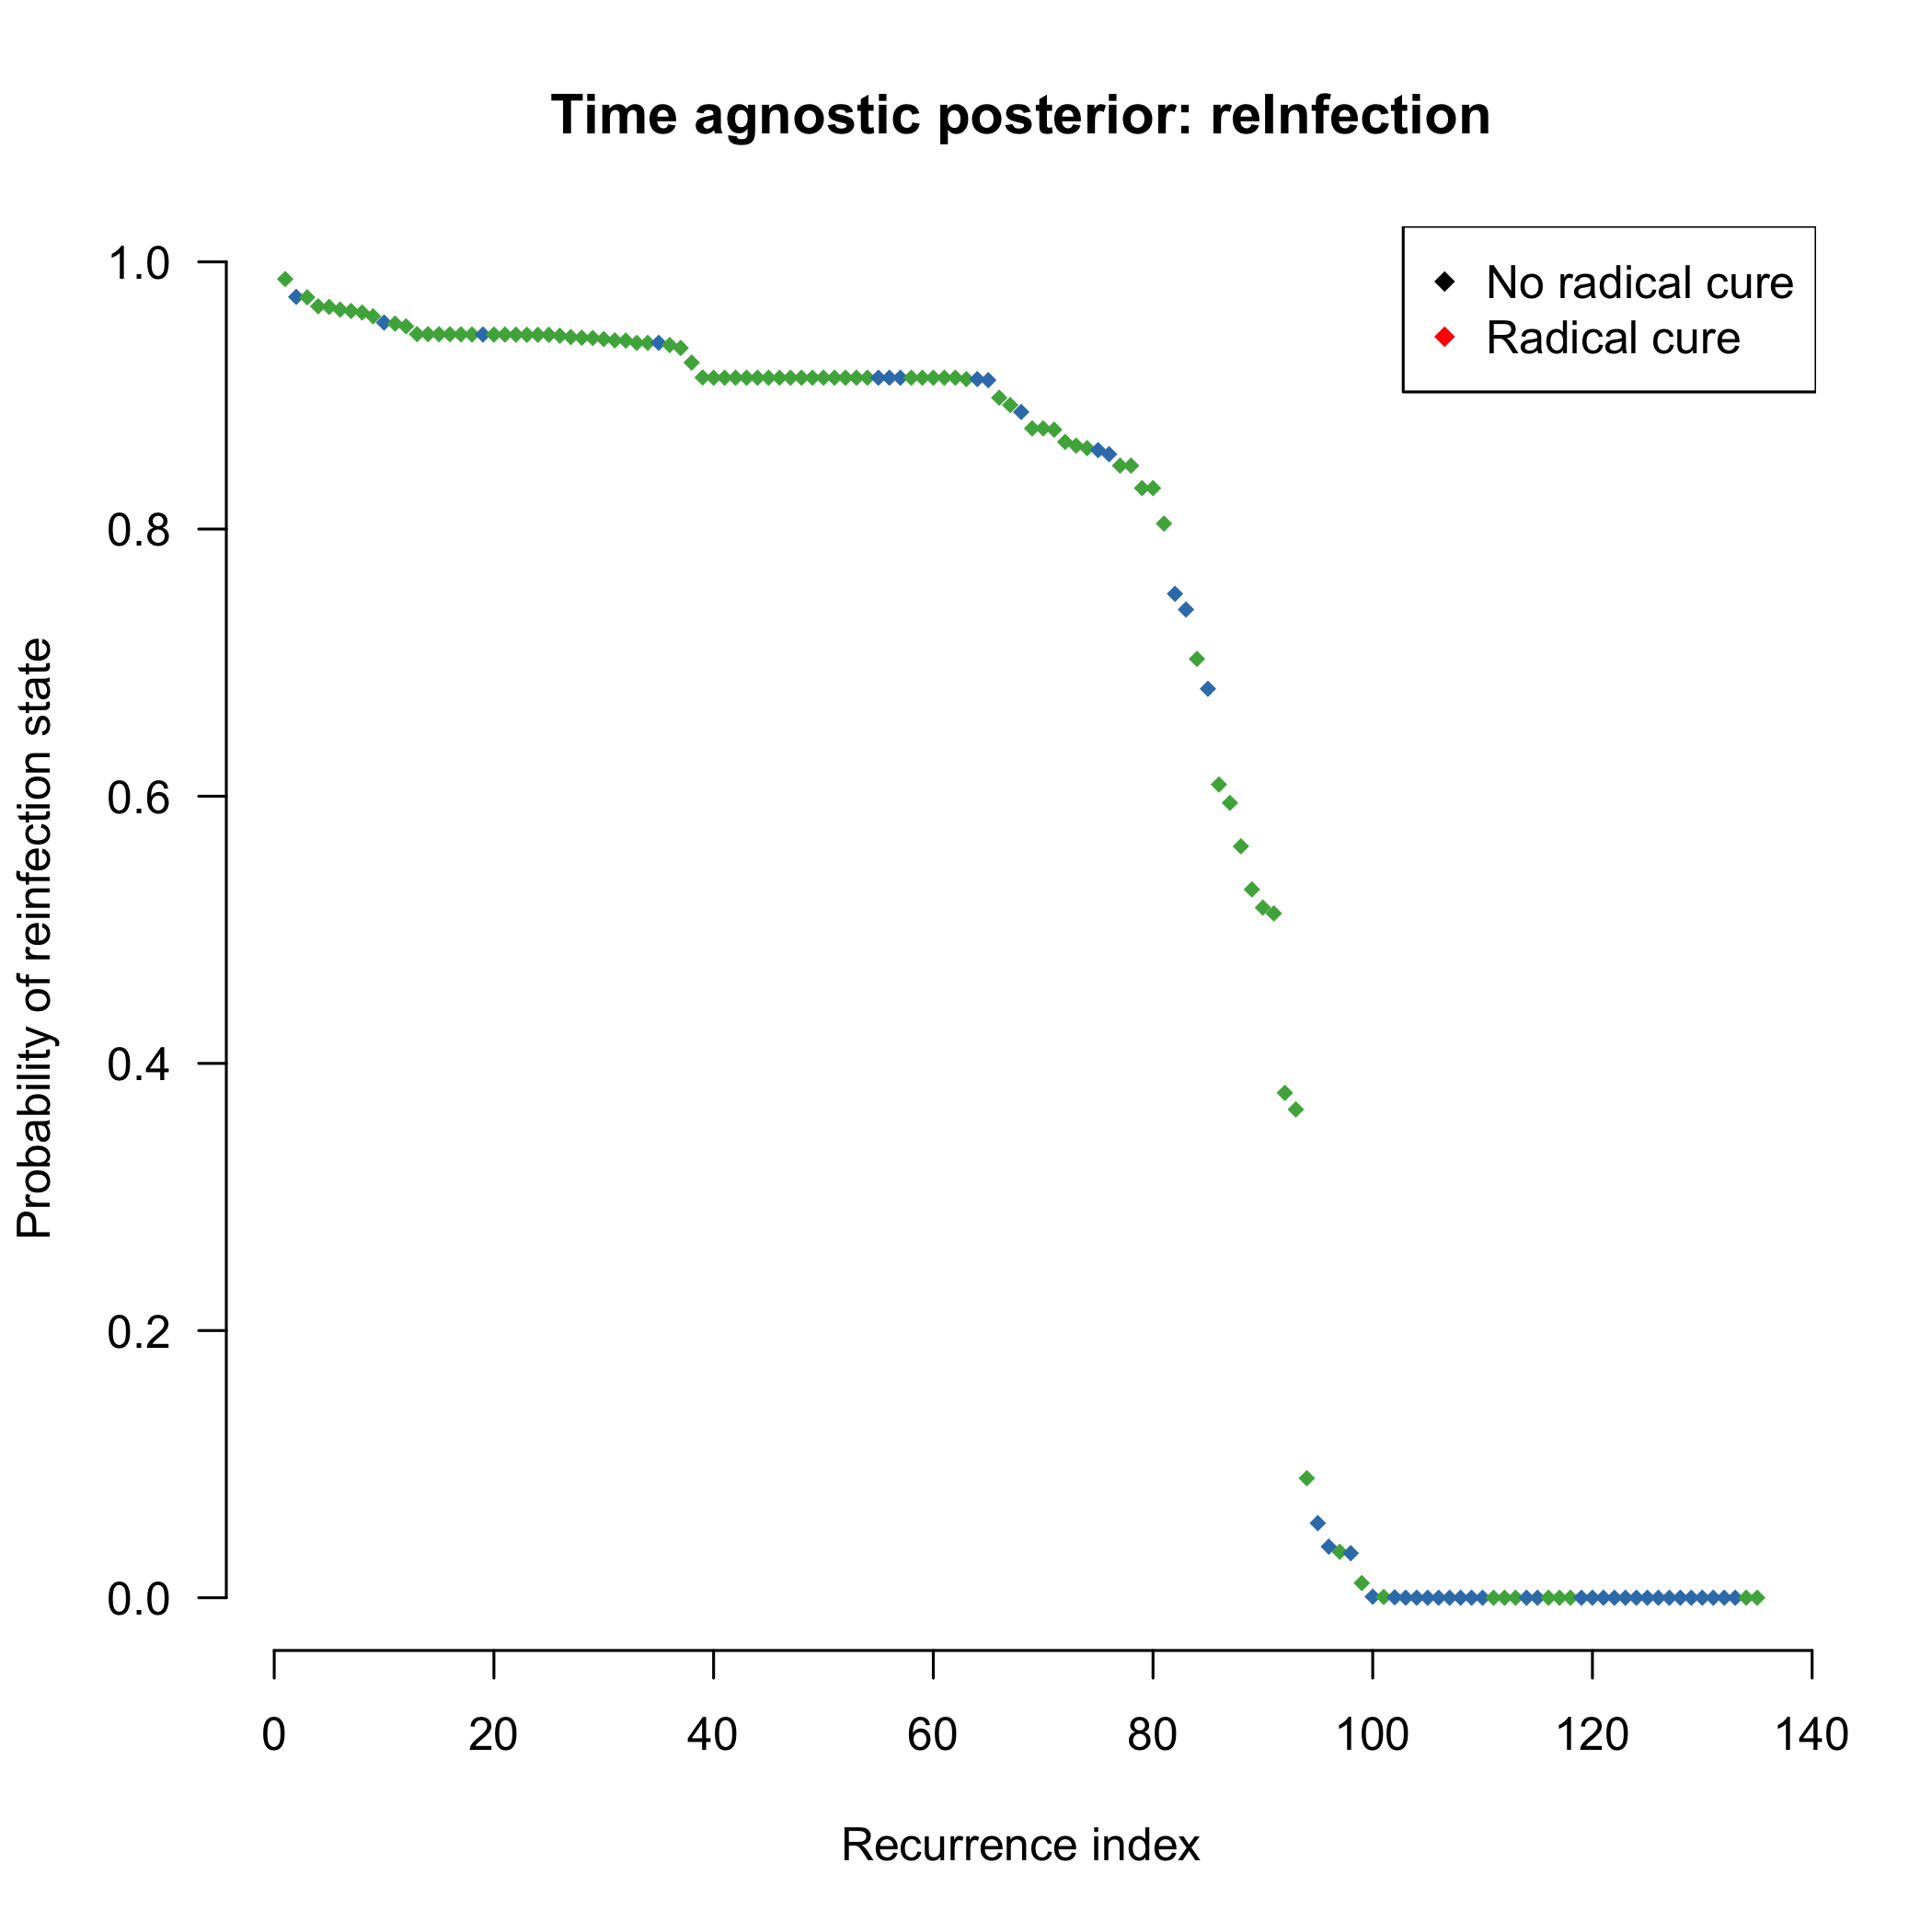 Time agnostic posterior: reInfection
No radical cure
Radical cure
1.0
0.8
0.6
0.4
0.2
0.0
Probability of reinfection state
0 20 40 60 80 100 120 140
Recurrence index